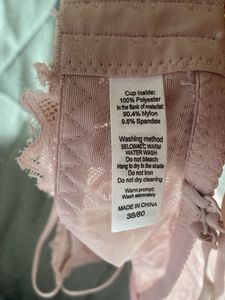 Cup inside:
100% Polyester
In the flank of material:
90.4% Nylon
9.6% Spandex
Washing method
BELOW40℃ WARM
WATER WASH
Do not bleach
Hang to dry in the shade
Do not iron
Do not dry cleaning
Warm prompt:
Wash separately
MADE IN CHINA
36/80